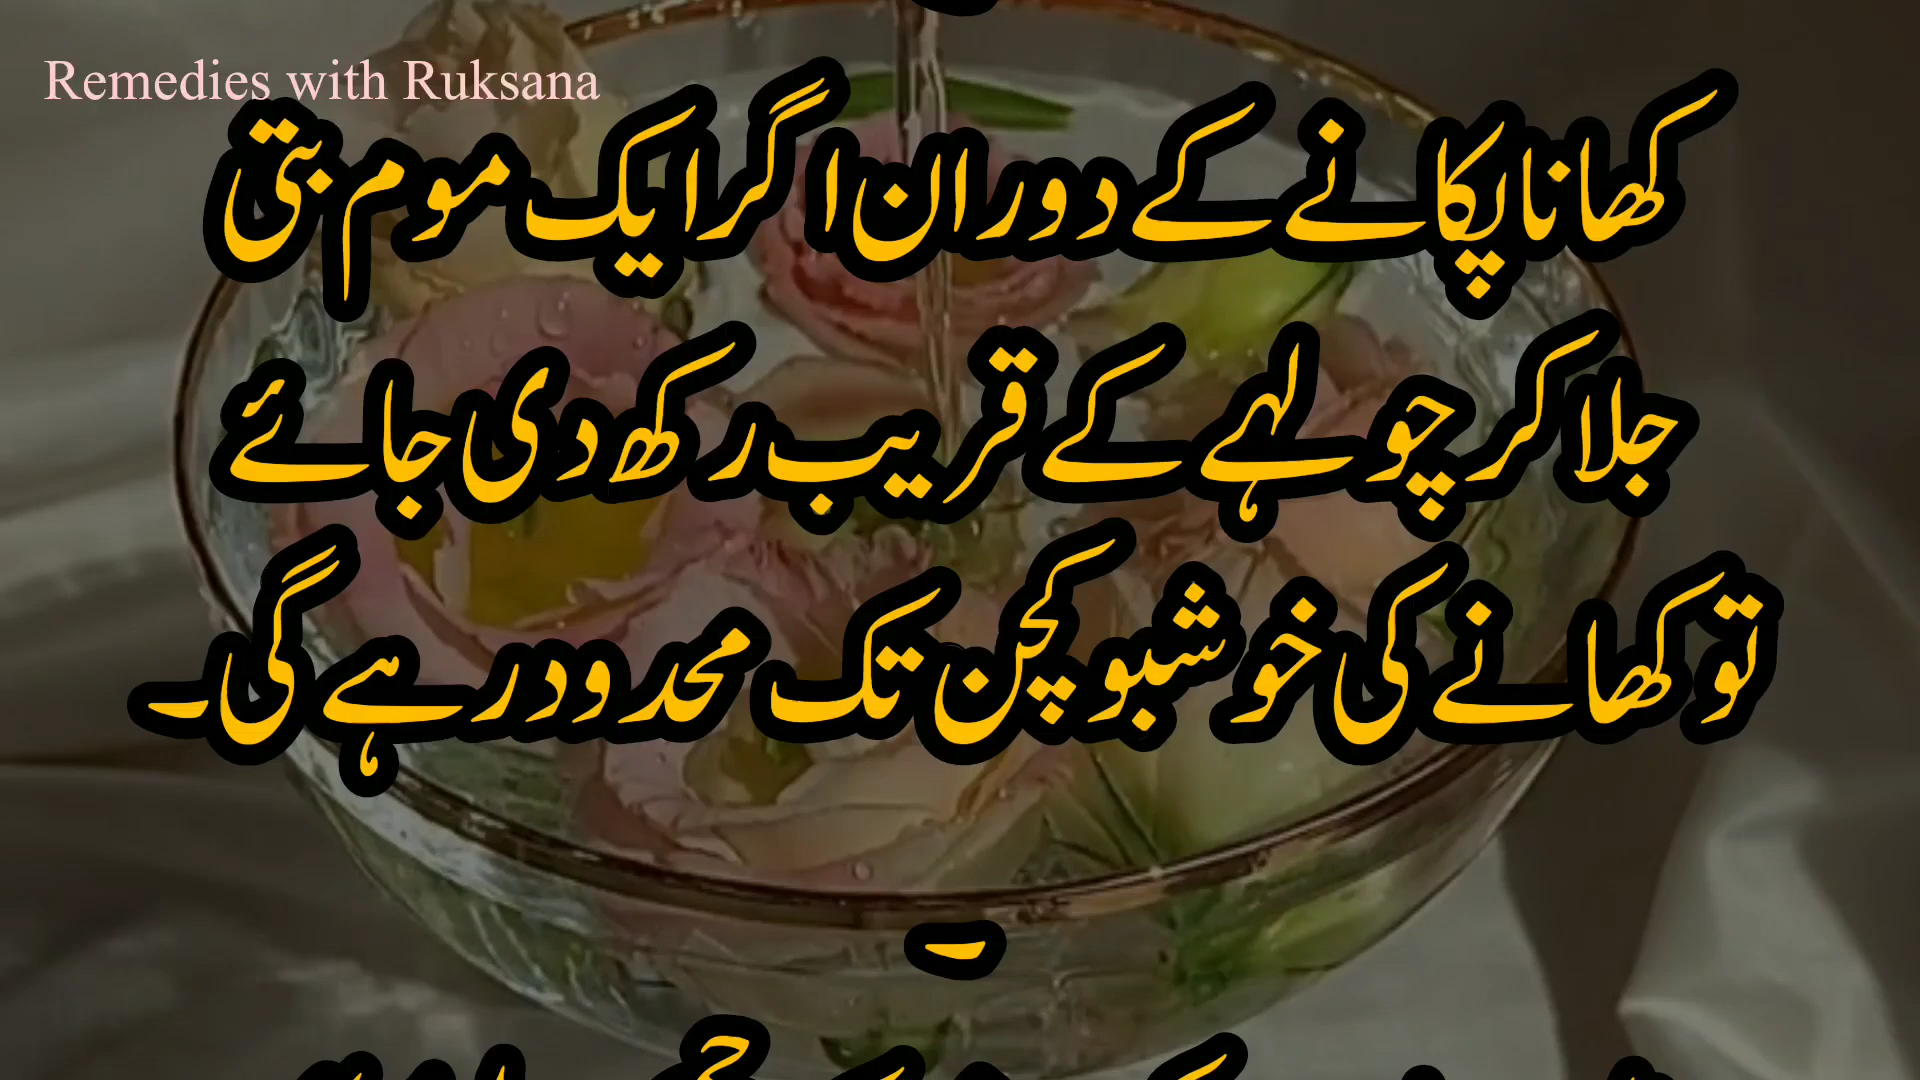 Remedies with Ruksana
کھانا پکانے کے دوران اگر ایک موم بتی
جلا کر چولہے کے قریب رکھ دی جائے
تو کھانے کی خوشبو کچن تک محدود رہے گی۔
۔